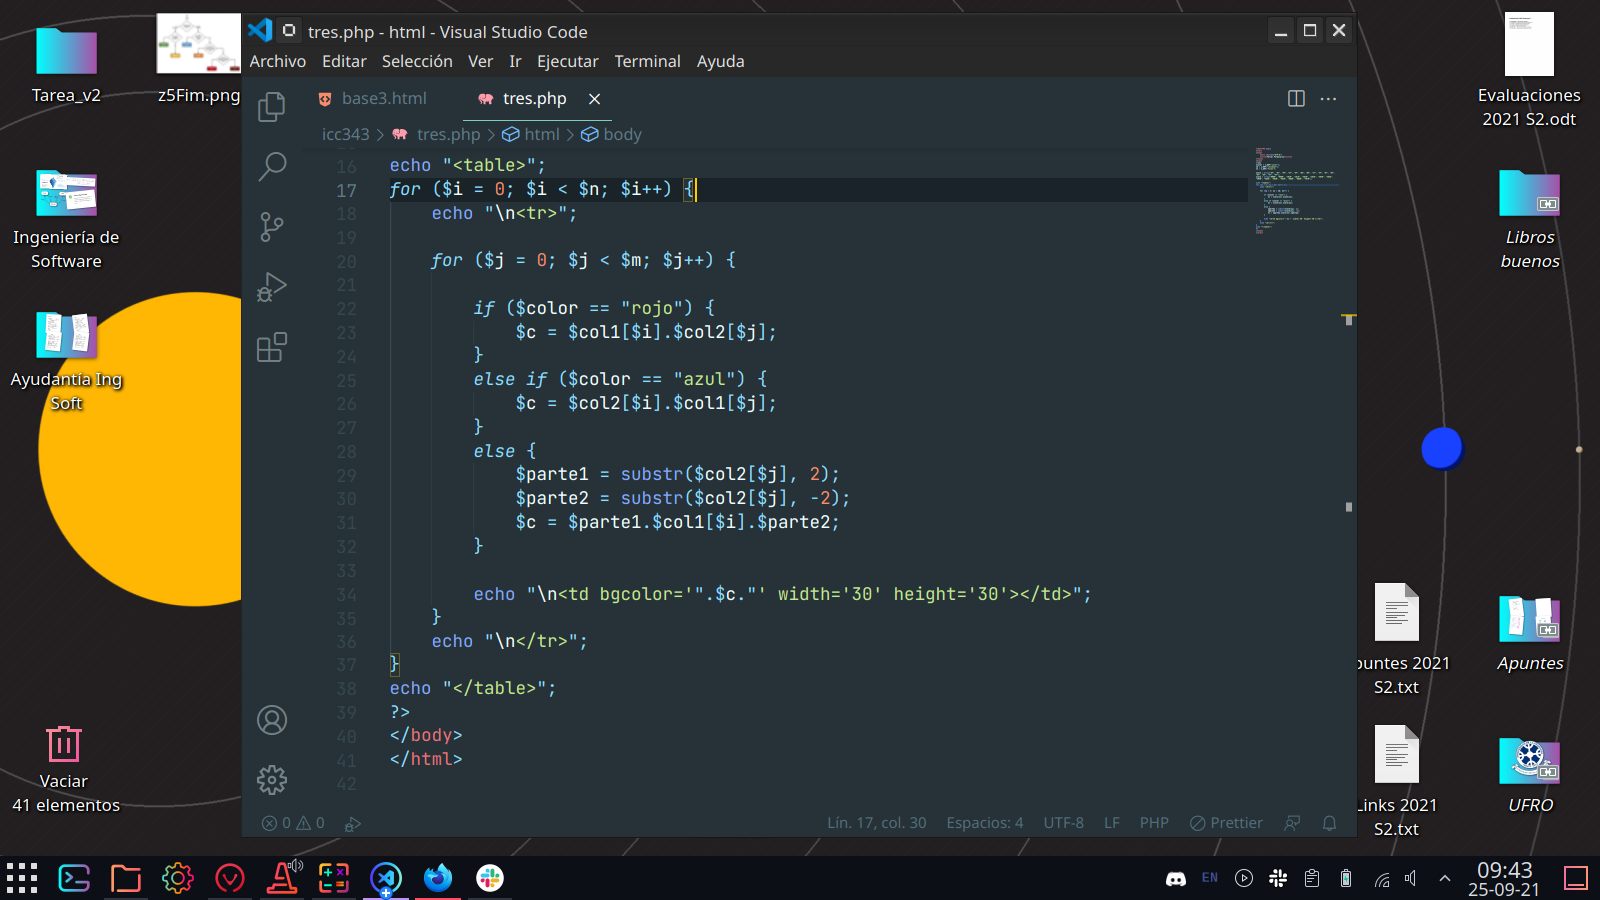 tres.php - html - Visual Studio Code
Archivo Editar Selección Ver Ir Ejecutar Terminal Ayuda
base3.html tres.php
icc343 > tres.php > html > body
16 echo "<table>";
17 for ($i = 0; $i < $n; $i++) {
18 echo "\n<tr>";
19
20 for ($j = 0; $j < $m; $j++) {
21
22 if ($color == "rojo") {
23 $c = $col1[$i].$col2[$j];
24 }
25 else if ($color == "azul") {
26 $c = $col2[$i].$col1[$j];
27 }
28 else {
29 $parte1 = substr($col2[$j], 2);
30 $parte2 = substr($col2[$j], -2);
31 $c = $parte1.$col1[$i].$parte2;
32 }
33
34 echo "\n<td bgcolor='".$c."' width='30' height='30'></td>";
35 }
36 echo "\n</tr>";
37 }
38 echo "</table>";
39 ?>
40 </body>
41 </html>
42
0 0 Lín. 17, col. 30 Espacios: 4 UTF-8 LF PHP Prettier
Tarea_v2
z5Fim.png
Ingeniería de
Software
Ayudantía Ing
Soft
Vaciar
41 elementos
Evaluaciones
2021 S2.odt
Libros
buenos
puntes 2021
S2.txt
Apuntes
Links 2021
S2.txt
UFRO
EN
09:43
25-09-21